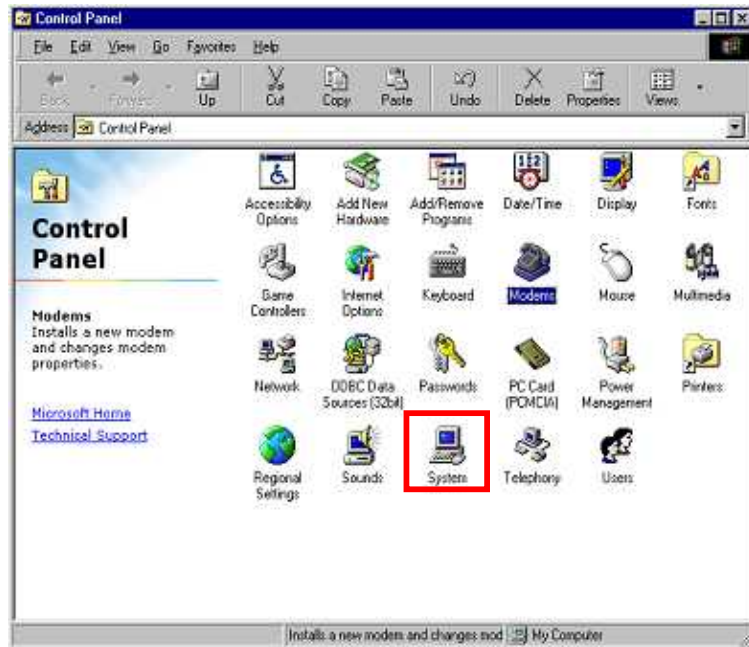 Control Panel
File Edit View Go Favorites Help
Back Forward Up Cut Copy Paste Undo Delete Properties Views
Address Control Panel
Control
Panel
Modems
Installs a new modem
and changes modem
properties.
Microsoft Home
Technical Support
Accessibility Options
Add New Hardware
Add/Remove Programs
Date/Time
Display
Fonts
Game Controllers
Internet Options
Keyboard
Modems
Mouse
Multimedia
Network
ODBC Data Sources (32bit)
Passwords
PC Card (PCMCIA)
Power Management
Printers
Regional Settings
Sounds
System
Telephony
Users
Installs a new modem and changes mod My Computer